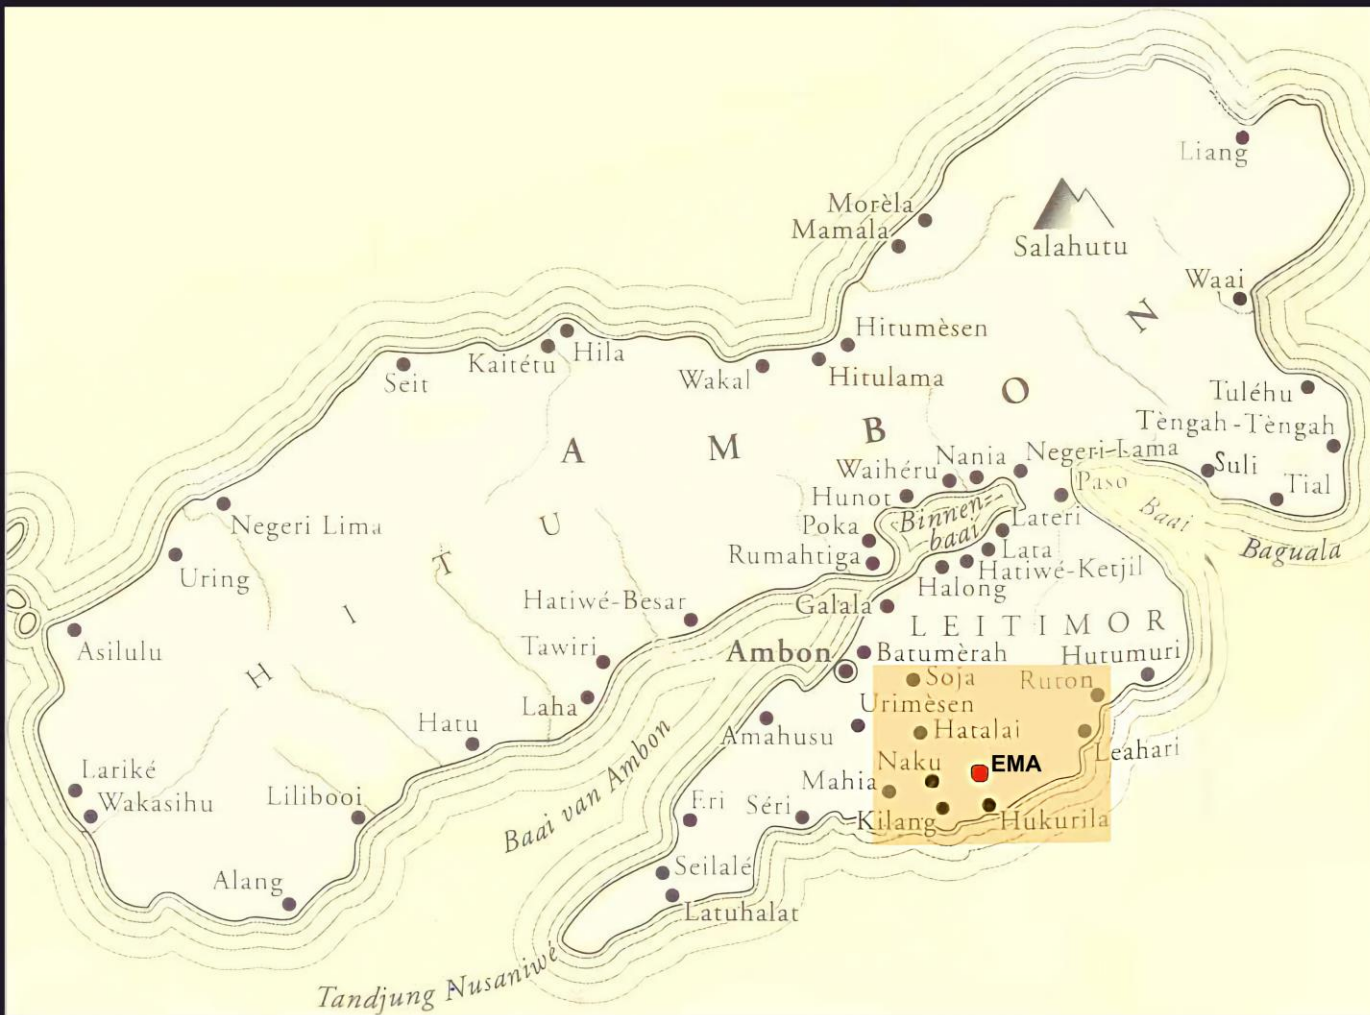 Liang
Morèla
Mamála
Salahutu
Waai
Hitumèsen
Hila
Kaitétu
Seit
Wakal
Hitulama
Tuléhu
Tèngah-Tèngah
AMBON
Negeri-Lama
Nania
Waihéru
Suli
Paso
Tial
Hunot
Binnen=
baai
Baai
Baguala
Negeri Lima
Poka
Lateri
Rumahtiga
Lata
Hatiwé-Ketjil
Halong
Uring
HITU
Hatiwé-Besar
Galala
LEITIMOR
Asilulu
Tawiri
Ambon
Batumèrah
Hutumuri
Soja
Ruton
Laha
Urimèsen
Hatu
Amahusu
Hatalai
Leahari
Naku
EMA
Lariké
Mahia
Wakasihu
Lilibooi
Baai van Ambon
Eri
Séri
Kilang
Hukurila
Alang
Seilalé
Latuhalat
Tandjung Nusaniwé